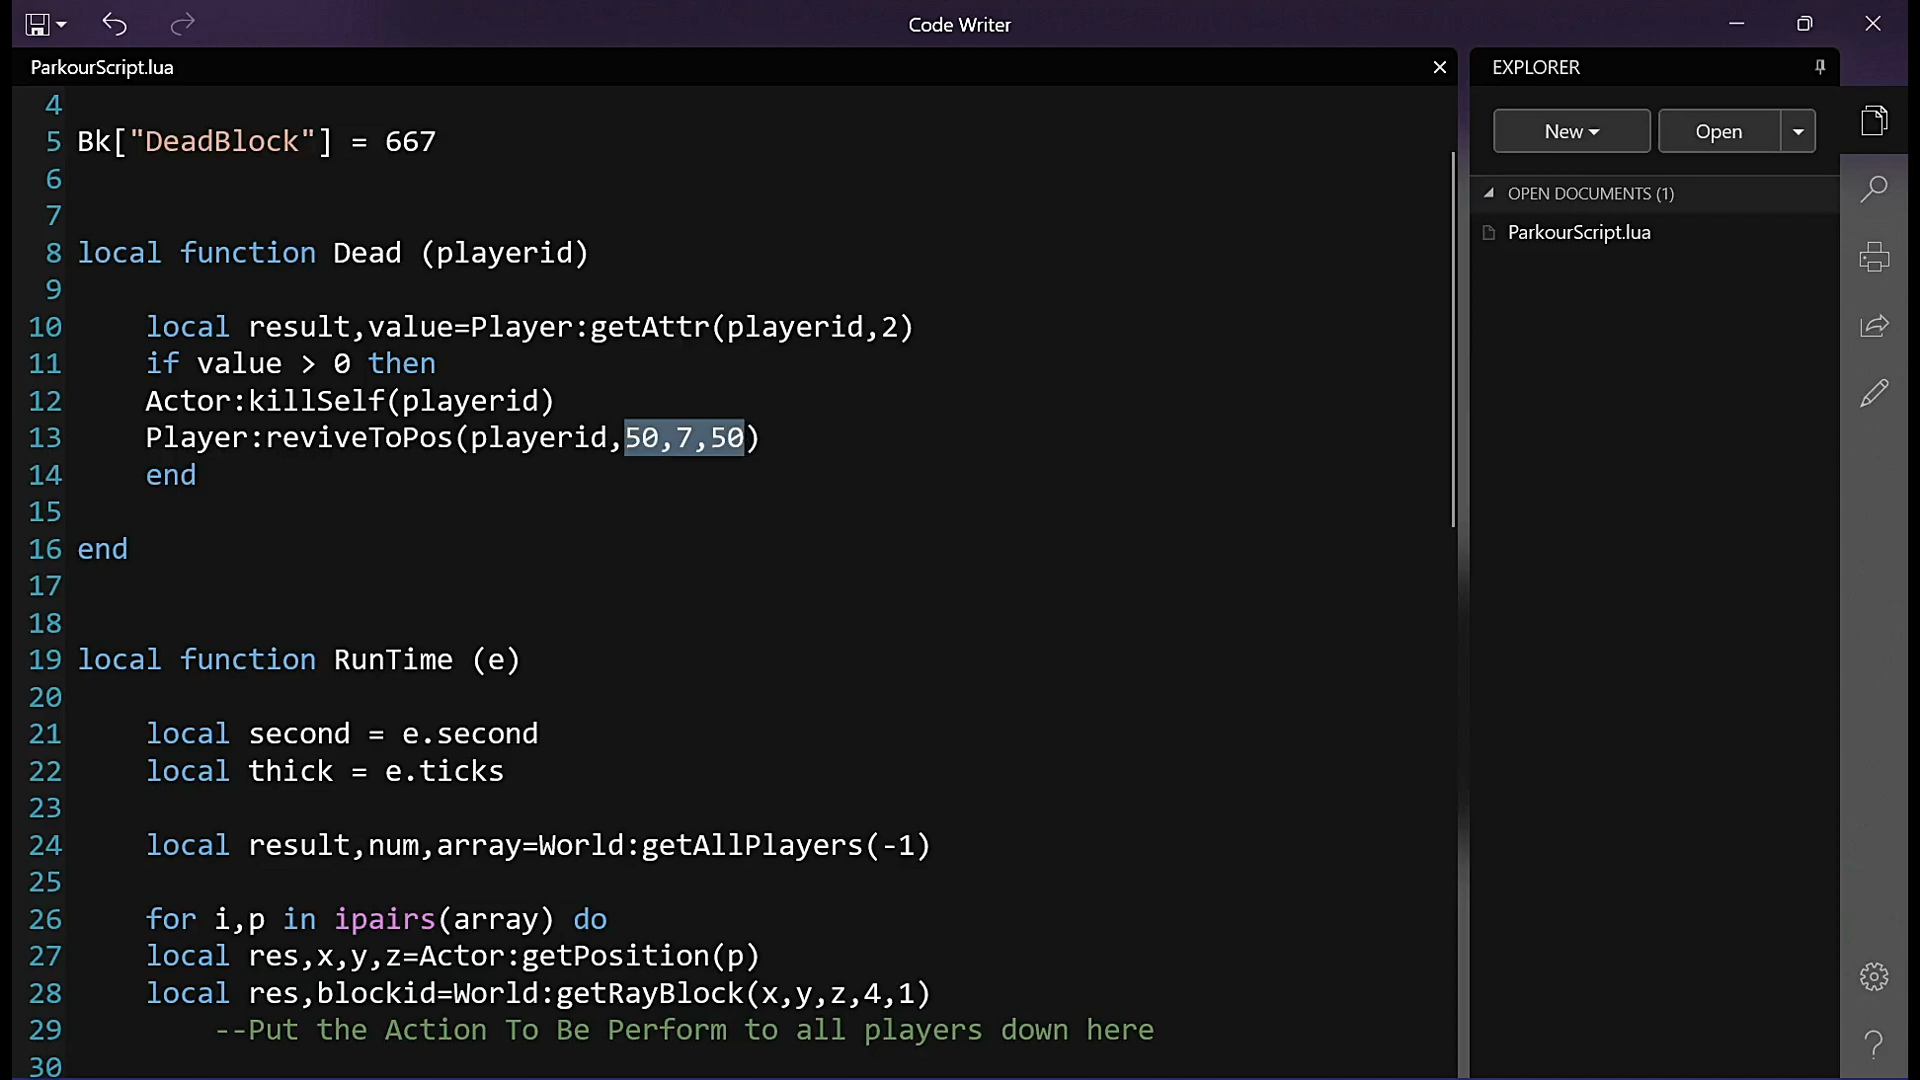 Code Writer
ParkourScript.lua
4
5 Bk["DeadBlock"] = 667
6
7
8 local function Dead (playerid)
9
10 local result,value=Player:getAttr(playerid,2)
11 if value > 0 then
12 Actor:killSelf(playerid)
13 Player:reviveToPos(playerid,50,7,50)
14 end
15
16 end
17
18
19 local function RunTime (e)
20
21 local second = e.second
22 local thick = e.ticks
23
24 local result,num,array=World:getAllPlayers(-1)
25
26 for i,p in ipairs(array) do
27 local res,x,y,z=Actor:getPosition(p)
28 local res,blockid=World:getRayBlock(x,y,z,4,1)
29 --Put the Action To Be Perform to all players down here
30
EXPLORER
New
Open
OPEN DOCUMENTS (1)
ParkourScript.lua